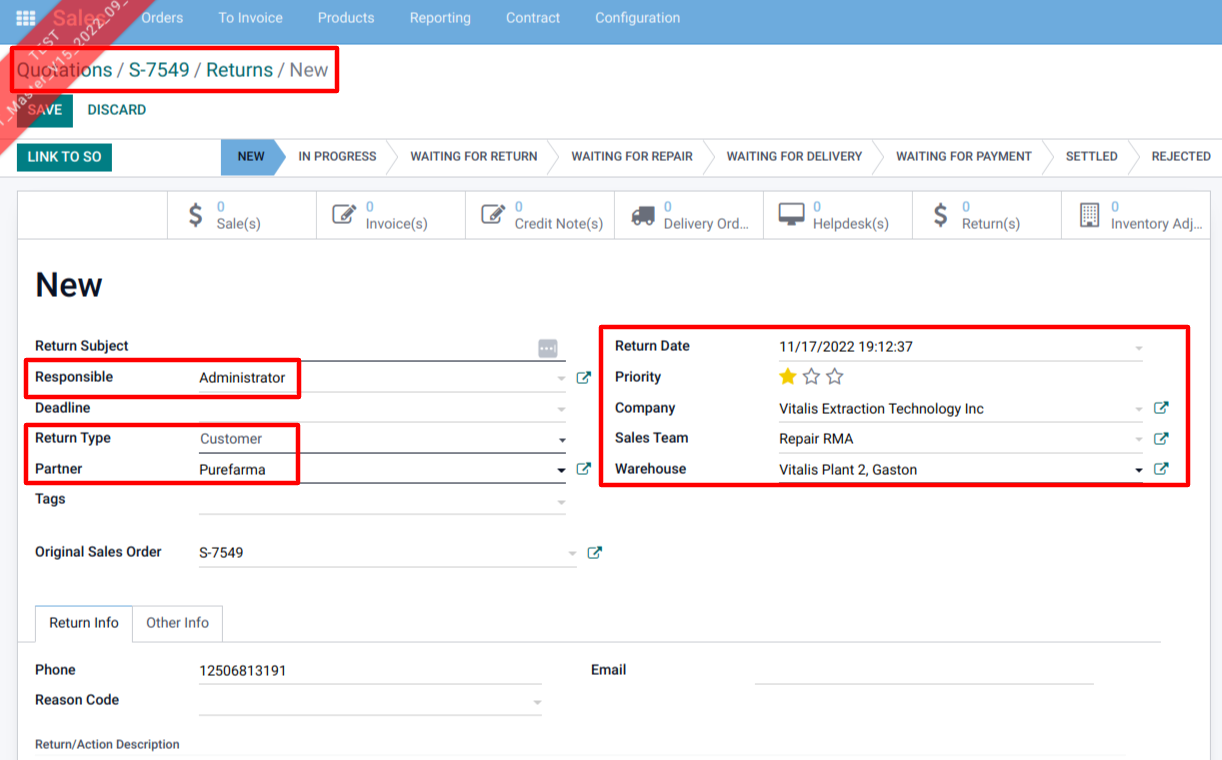 Sales Orders To Invoice Products Reporting Contract Configuration
TEST
Quotations / S-7549 / Returns / New
SAVE DISCARD
LINK TO SO NEW IN PROGRESS WAITING FOR RETURN WAITING FOR REPAIR WAITING FOR DELIVERY WAITING FOR PAYMENT SETTLED REJECTED
0 0 0 0 0 0 0
Sale(s) Invoice(s) Credit Note(s) Delivery Ord... Helpdesk(s) Return(s) Inventory Adj...
New
Return Subject Return Date 11/17/2022 19:12:37
Responsible Administrator Priority
Deadline Company Vitalis Extraction Technology Inc
Return Type Customer Sales Team Repair RMA
Partner Purefarma Warehouse Vitalis Plant 2, Gaston
Tags
Original Sales Order S-7549
Return Info Other Info
Phone 12506813191 Email
Reason Code
Return/Action Description